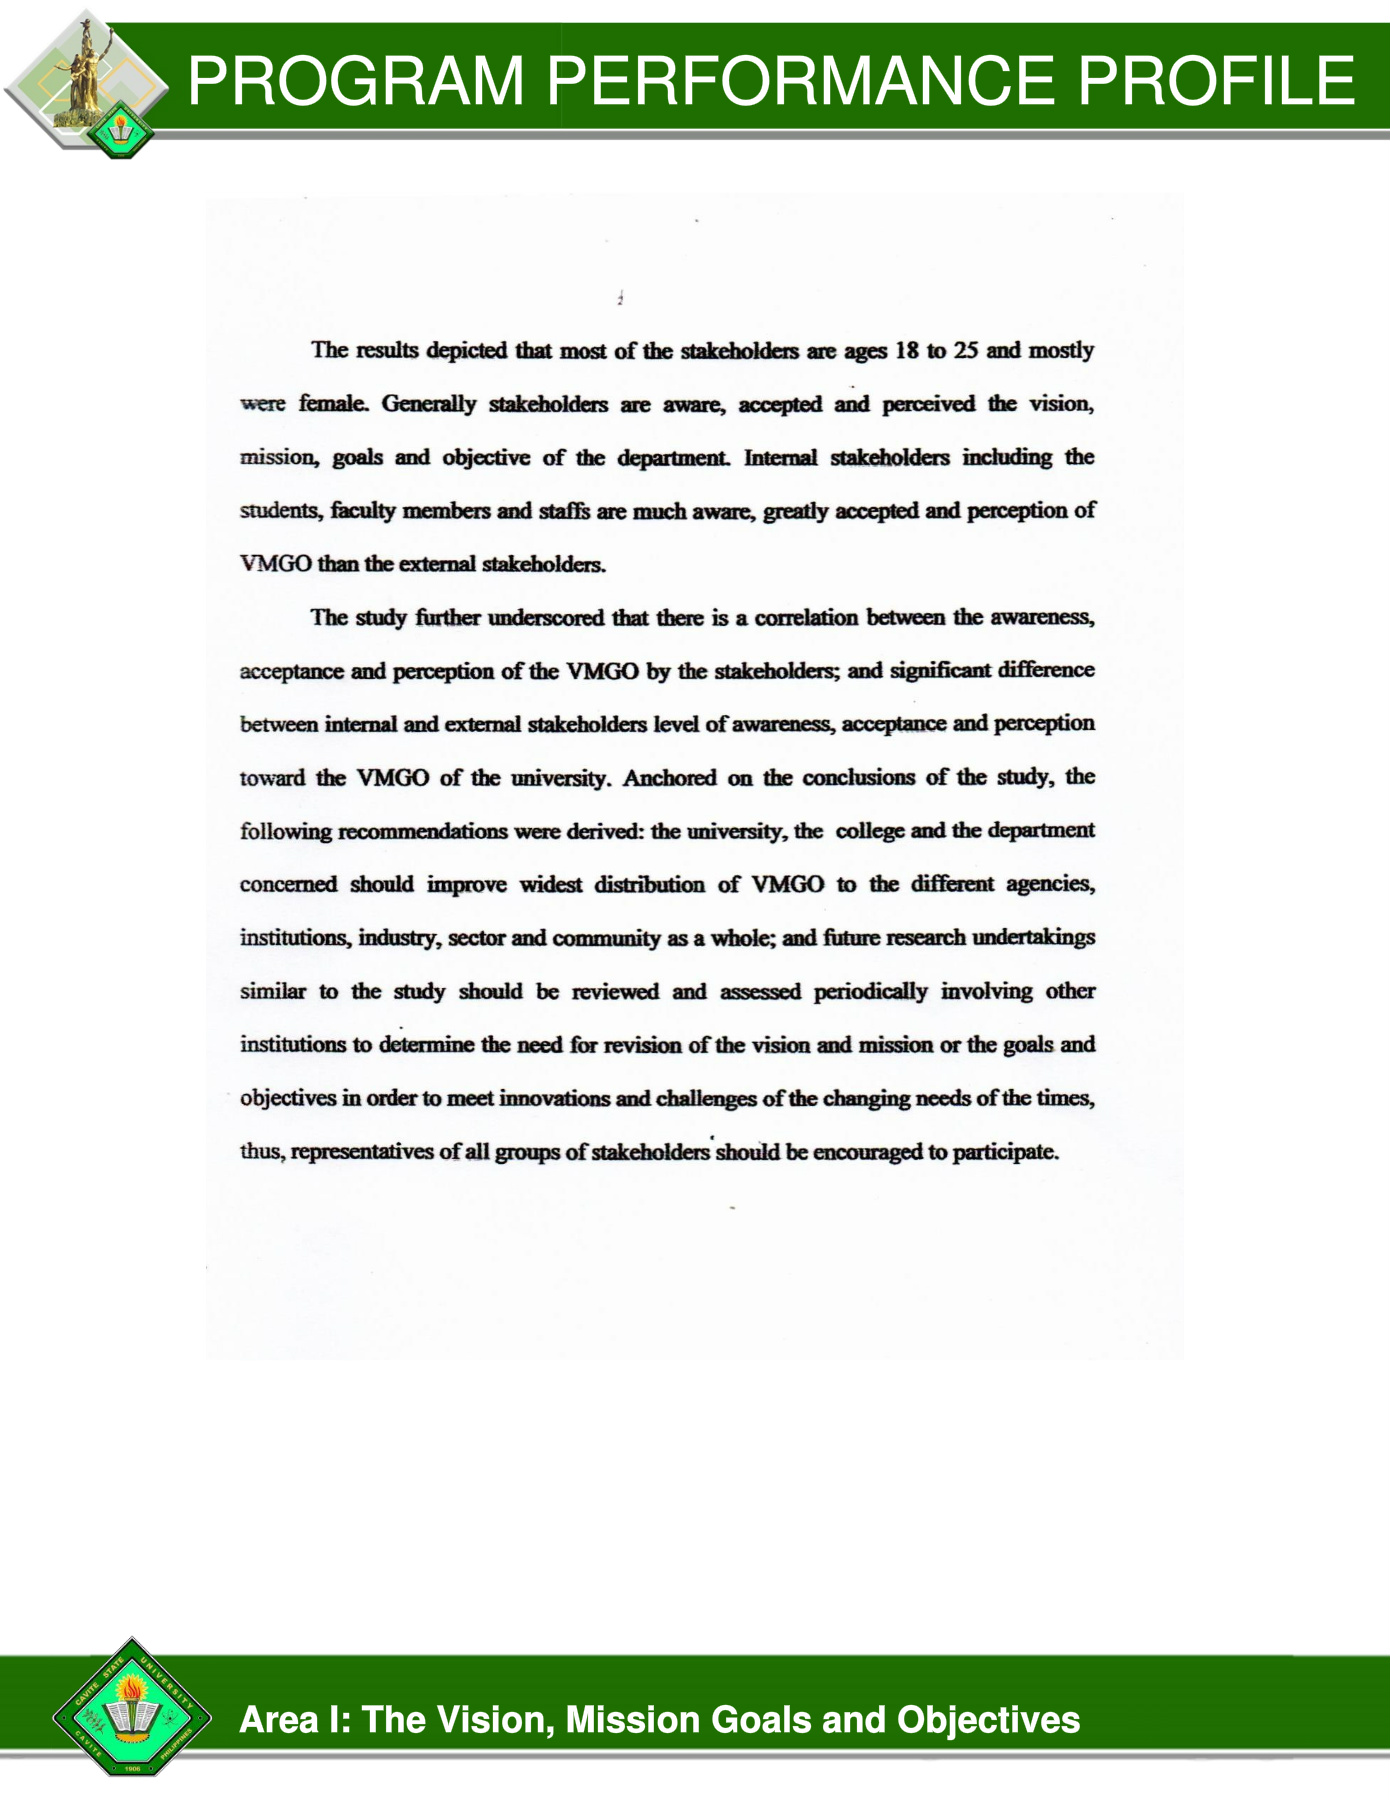 PROGRAM PERFORMANCE PROFILE
The results depicted that most of the stakeholders are ages 18 to 25 and mostly
were female. Generally stakeholders are aware, accepted and perceived the vision,
mission, goals and objective of the department. Internal stakeholders including the
students, faculty members and staffs are much aware, greatly accepted and perception of
VMGO than the external stakeholders.
The study further underscored that there is a correlation between the awareness,
acceptance and perception of the VMGO by the stakeholders; and significant difference
between internal and external stakeholders level of awareness, acceptance and perception
toward the VMGO of the university. Anchored on the conclusions of the study, the
following recommendations were derived: the university, the college and the department
concerned should improve widest distribution of VMGO to the different agencies,
institutions, industry, sector and community as a whole; and future research undertakings
similar to the study should be reviewed and assessed periodically involving other
institutions to determine the need for revision of the vision and mission or the goals and
objectives in order to meet innovations and challenges of the changing needs of the times,
thus, representatives of all groups of stakeholders should be encouraged to participate.
CAVITE STATE UNIVERSITY
CAVITE PHILIPPINES
1906
Area I: The Vision, Mission Goals and Objectives